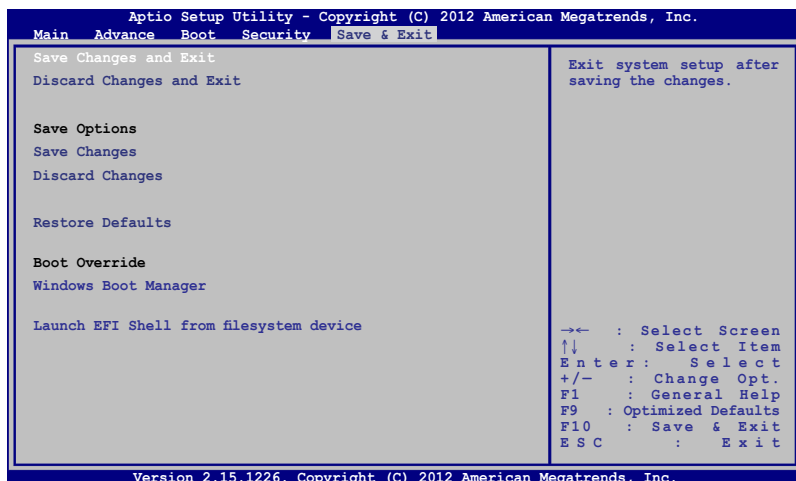 Aptio Setup Utility - Copyright (C) 2012 American Megatrends, Inc.
Main Advance Boot Security Save & Exit
Save Changes and Exit
Discard Changes and Exit
Save Options
Save Changes
Discard Changes
Restore Defaults
Boot Override
Windows Boot Manager
Launch EFI Shell from filesystem device
Exit system setup after
saving the changes.
→← : Select Screen
↑↓ : Select Item
Enter: Select
+/— : Change Opt.
F1 : General Help
F9 : Optimized Defaults
F10 : Save & Exit
ESC : Exit
Version 2.15.1226. Copyright (C) 2012 American Megatrends, Inc.